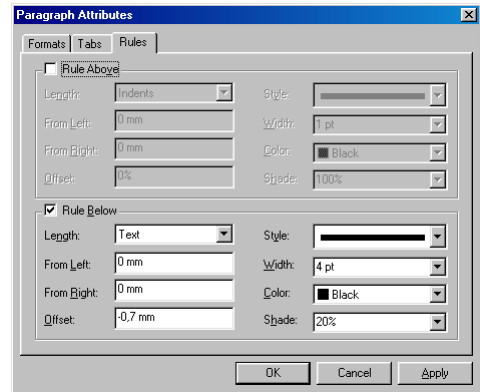 Paragraph Attributes
Formats Tabs Rules
Rule Above
Length: Indents Style:
From Left: 0 mm Width: 1 pt
From Right: 0 mm Color: Black
Offset: 0% Shade: 100%
Rule Below
Length: Text Style:
From Left: 0 mm Width: 4 pt
From Right: 0 mm Color: Black
Offset: -0,7 mm Shade: 20%
OK Cancel Apply